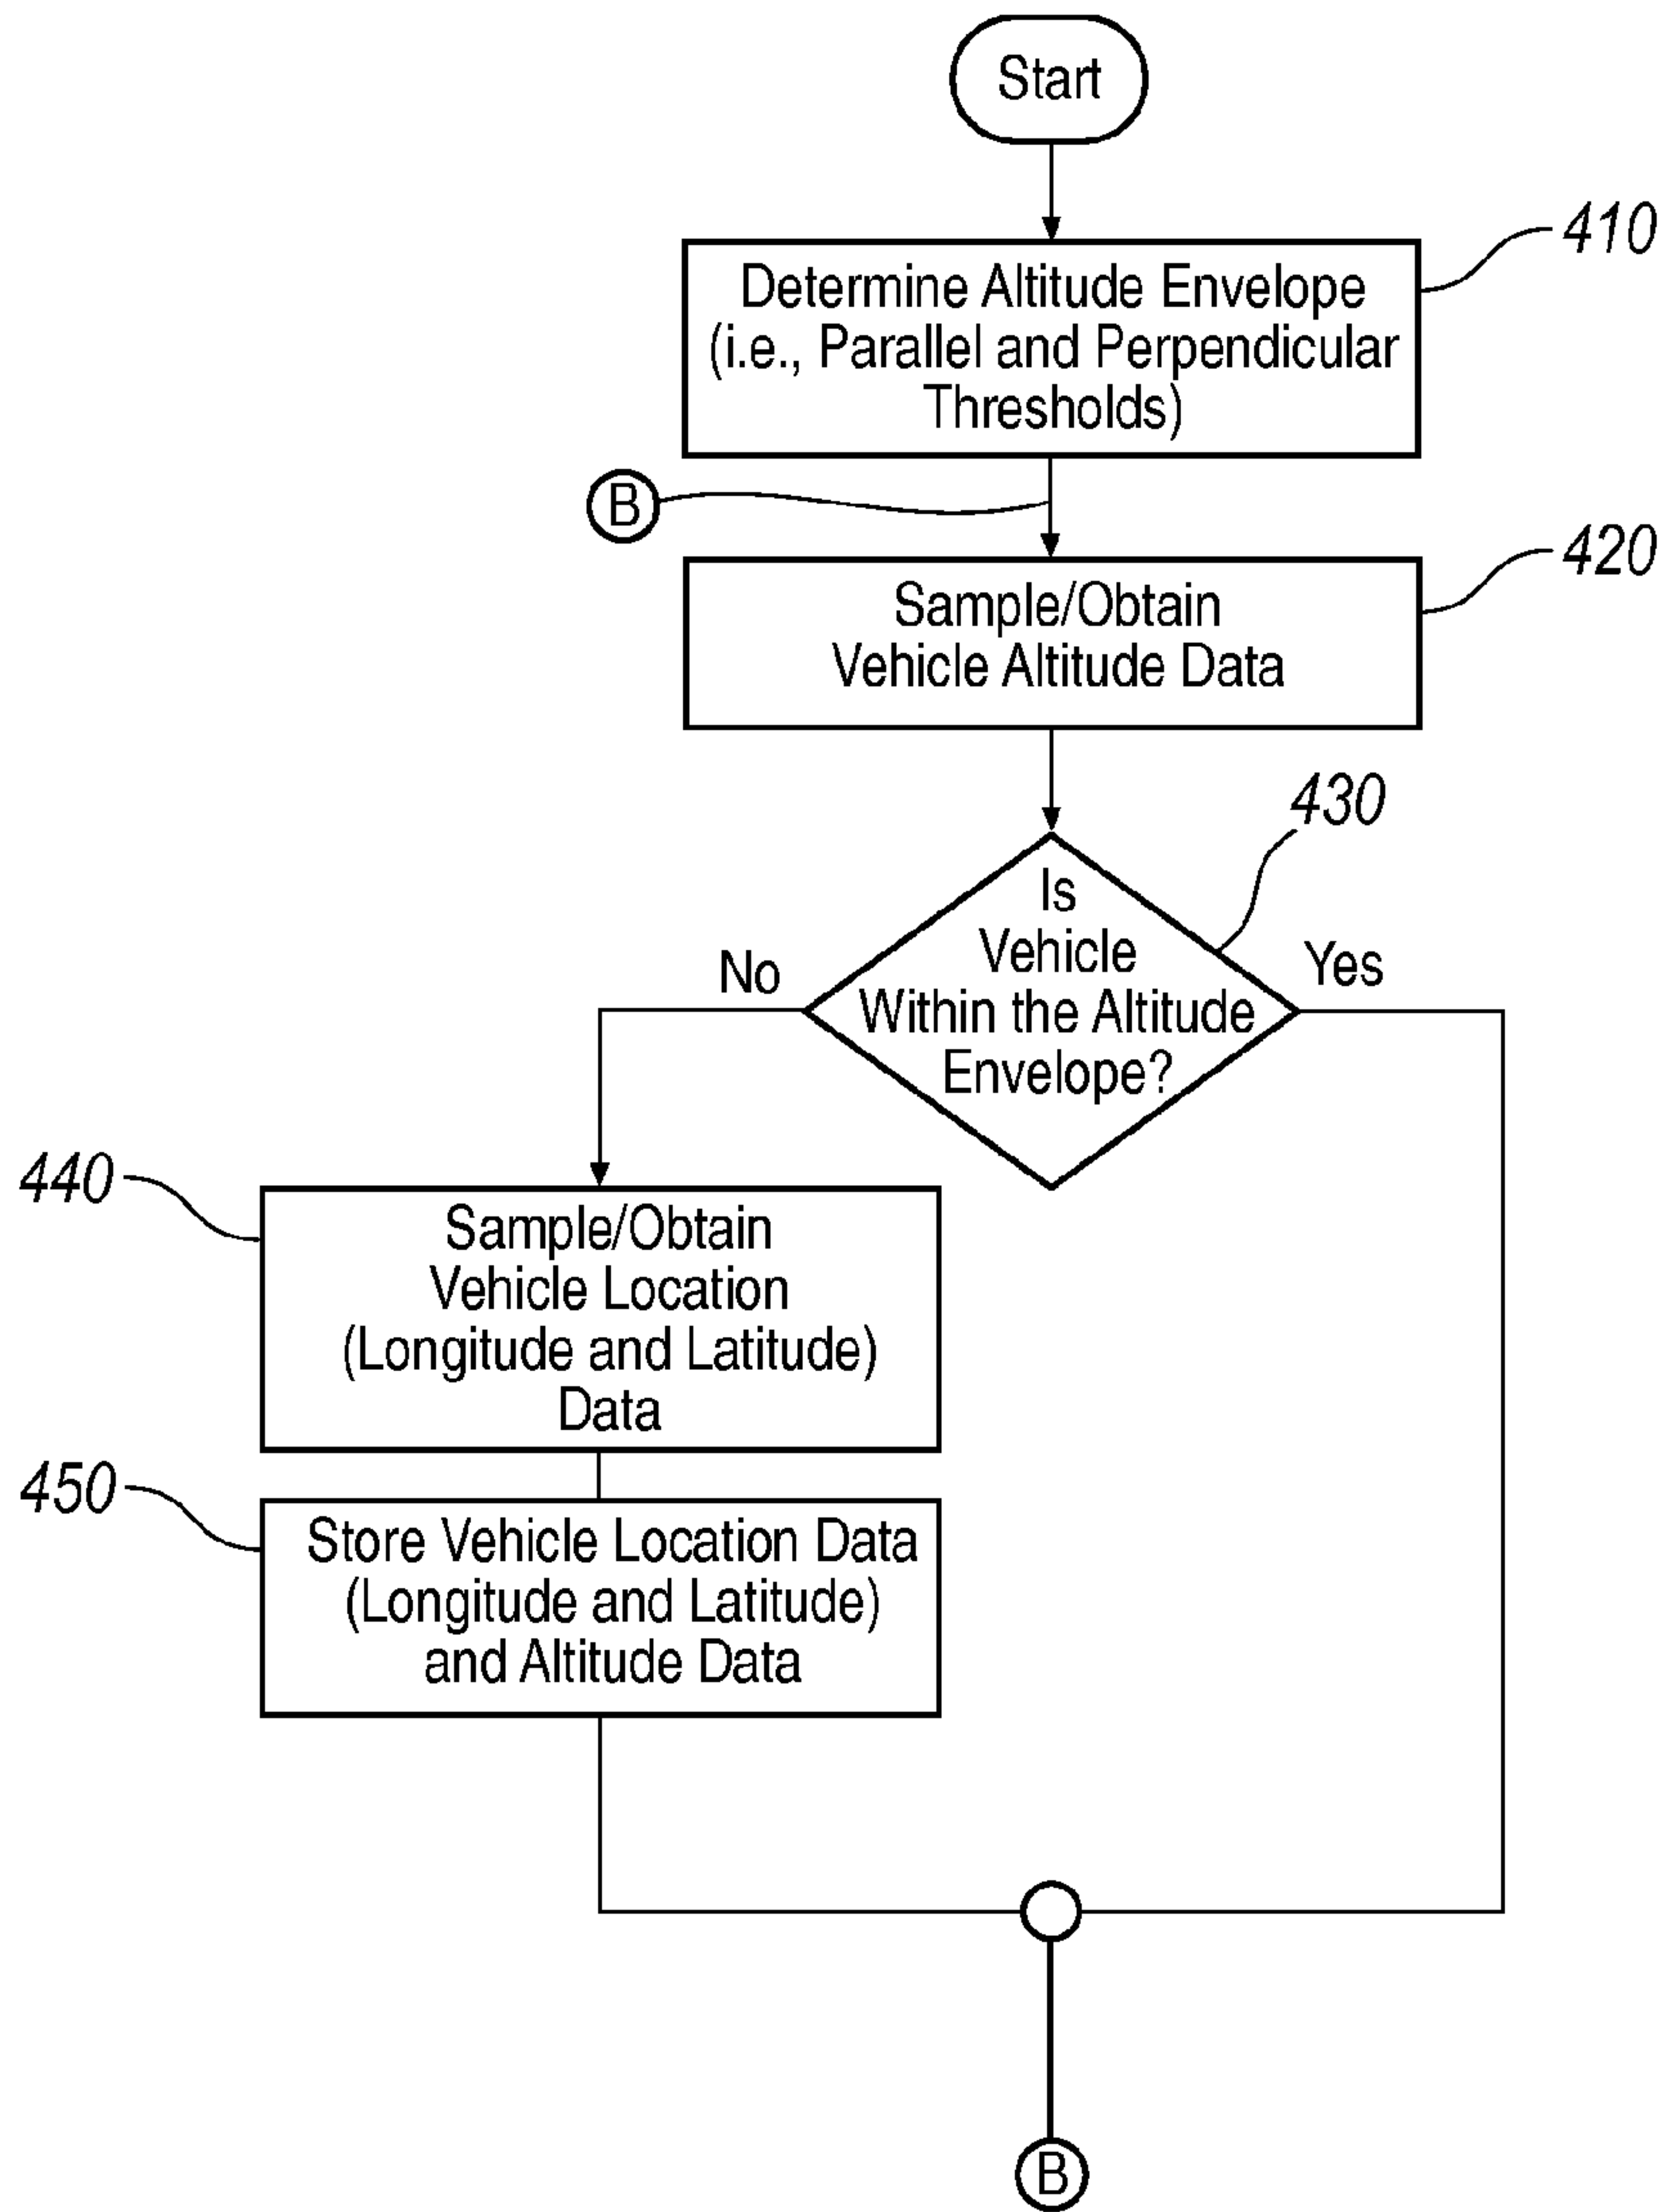 Start
410
Determine Altitude Envelope
(i.e., Parallel and Perpendicular
Thresholds)
B
420
Sample/Obtain
Vehicle Altitude Data
430
Is
Vehicle
Within the Altitude
Envelope?
No
Yes
440
Sample/Obtain
Vehicle Location
(Longitude and Latitude)
Data
450
Store Vehicle Location Data
(Longitude and Latitude)
and Altitude Data
B